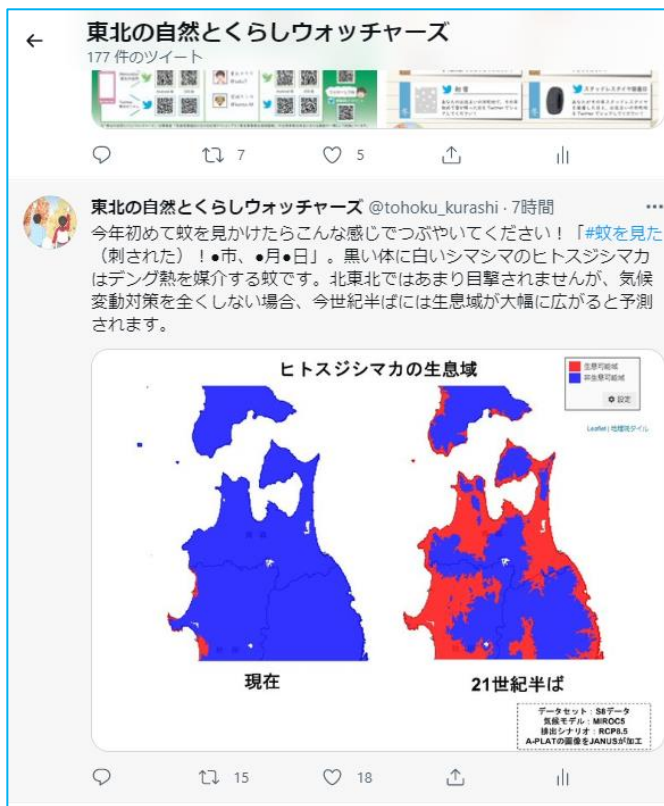 東北の自然とくらしウォッチャーズ
177 件のツイート
スタッドレスタイヤ
7
5
東北の自然とくらしウォッチャーズ @tohoku_kurashi · 7時間
今年初めて蚊を見かけたらこんな感じでつぶやいてください！「#蚊を見た
（刺された）！●市、●月●日」。黒い体に白いシマシマのヒトスジシマカ
はデング熱を媒介する蚊です。北東北ではあまり目撃されませんが、気候
変動対策を全くしない場合、今世紀半ばには生息域が大幅に広がると予測
されます。
ヒトスジシマカの生息域
生息可能域
非生息可能域
設定
Leaflet | 地理院タイル
現在
21世紀半ば
データセット：S8データ
気候モデル：MIROC5
排出シナリオ：RCP8.5
A-PLATの画像をJANUSが加工
15
18